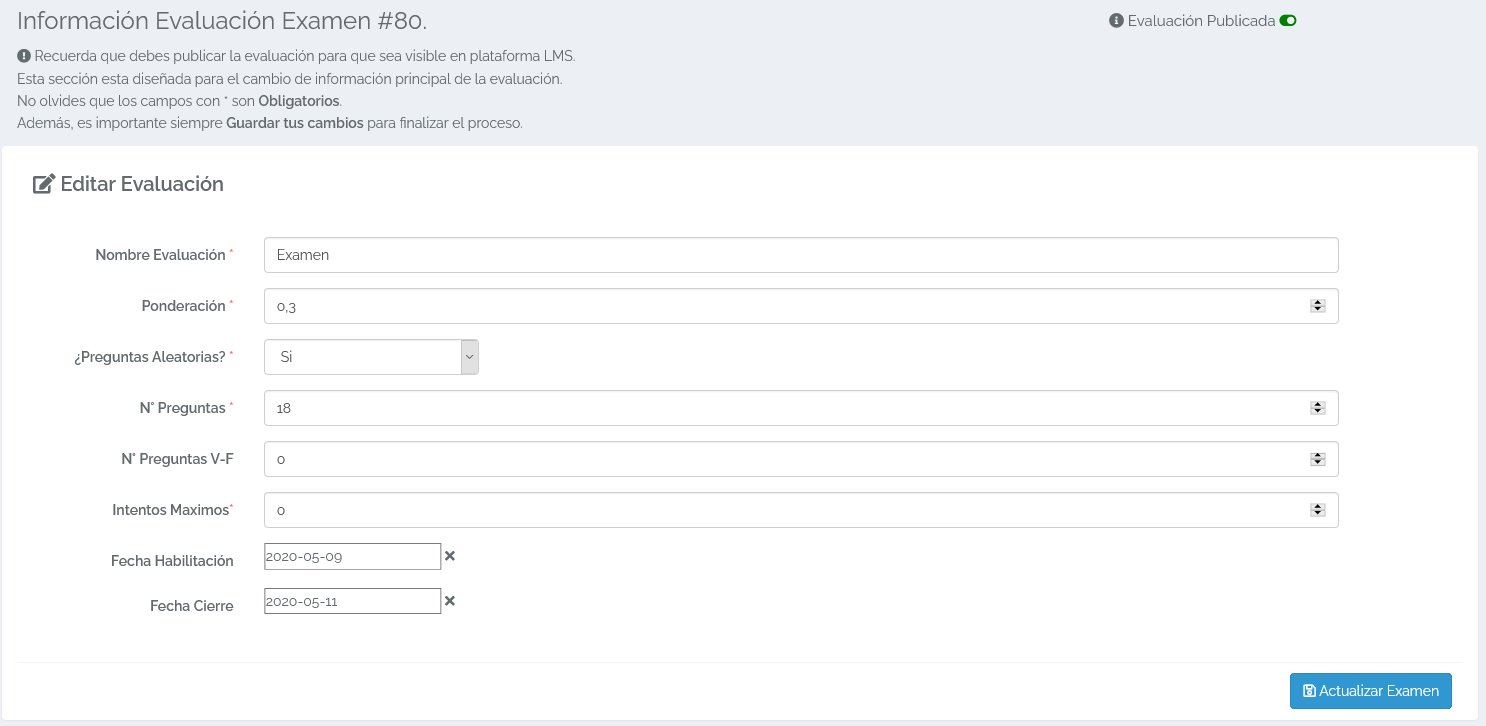 Información Evaluación Examen #80.
Evaluación Publicada
Recuerda que debes publicar la evaluación para que sea visible en plataforma LMS.
Esta sección esta diseñada para el cambio de información principal de la evaluación.
No olvides que los campos con * son Obligatorios.
Además, es importante siempre Guardar tus cambios para finalizar el proceso.
Editar Evaluación
Nombre Evaluación * Examen
Ponderación * 0,3
¿Preguntas Aleatorias? * Si
N° Preguntas * 18
N° Preguntas V-F 0
Intentos Maximos* 0
Fecha Habilitación 2020-05-09
Fecha Cierre 2020-05-11
Actualizar Examen